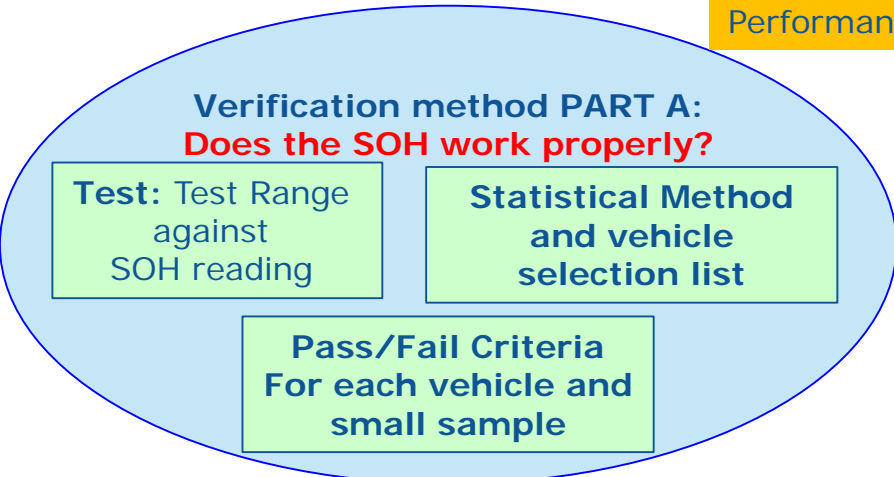 Performan
Verification method PART A:
Does the SOH work properly?
Test: Test Range
against
SOH reading
Statistical Method
and vehicle
selection list
Pass/Fail Criteria
For each vehicle and
small sample